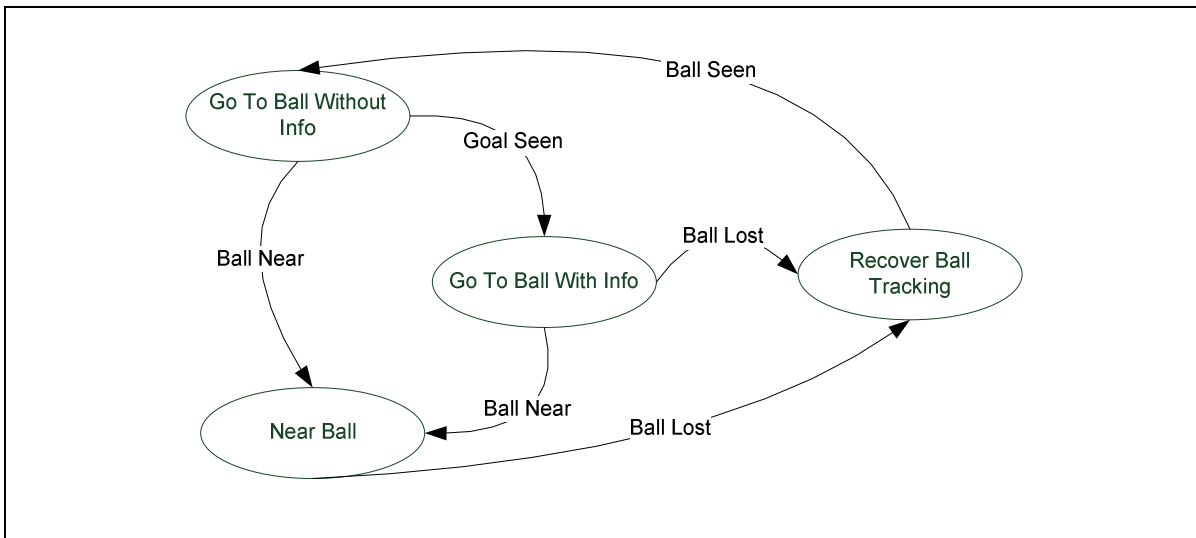 Ball Seen
Go To Ball Without
Info
Goal Seen
Ball Lost
Ball Near
Recover Ball
Tracking
Go To Ball With Info
Ball Near
Ball Lost
Near Ball